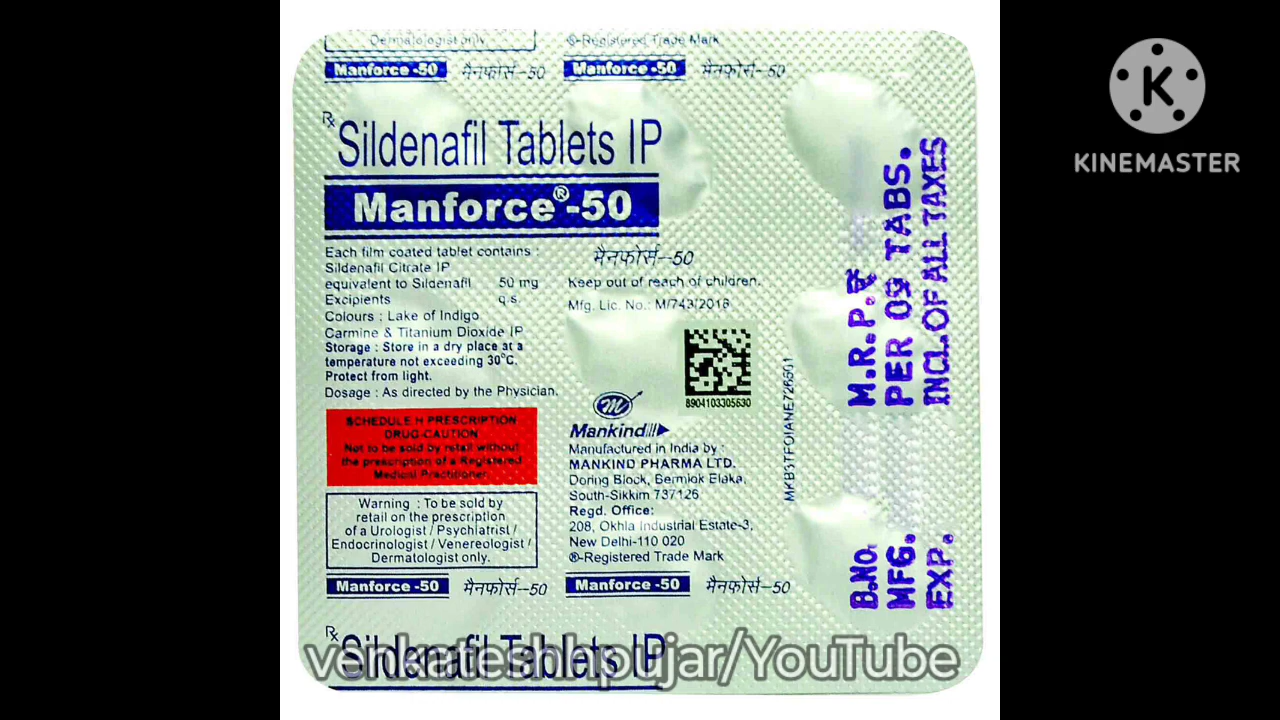 Dermatologist only.
®-Registered Trade Mark
Manforce -50 मैनफोर्स-50 Manforce -50 मैनफोर्स-50
Rx
Sildenafil Tablets IP
Manforce®-50
Each film coated tablet contains :
Sildenafil Citrate IP
equivalent to Sildenafil 50 mg
Excipients q.s.
Colours : Lake of Indigo
Carmine & Titanium Dioxide IP
Storage : Store in a dry place at a
temperature not exceeding 30°C.
Protect from light.
Dosage : As directed by the Physician.
SCHEDULE H PRESCRIPTION
DRUG CAUTION
Not to be sold by retail without
the prescription of a Registered
Medical Practitioner
Warning : To be sold by
retail on the prescription
of a Urologist / Psychiatrist /
Endocrinologist / Venereologist /
Dermatologist only.
मैनफोर्स-50
Keep out of reach of children.
Mfg. Lic. No.: M/743/2016
8904103305630
Mankind
Manufactured in India by :
MANKIND PHARMA LTD.
Doring Block, Bermiok Elaka,
South-Sikkim 737126
Regd. Office:
208, Okhla Industrial Estate-3,
New Delhi-110 020
®-Registered Trade Mark
M.R.P.₹
PER 09 TABS.
INCL.OF ALL TAXES
B.No.
MFG.
EXP.
Manforce -50 मैनफोर्स-50 Manforce -50 मैनफोर्स-50
Rx
Sildenafil Tablets IP
venkateshhpujar/YouTube
K
KINEMASTER